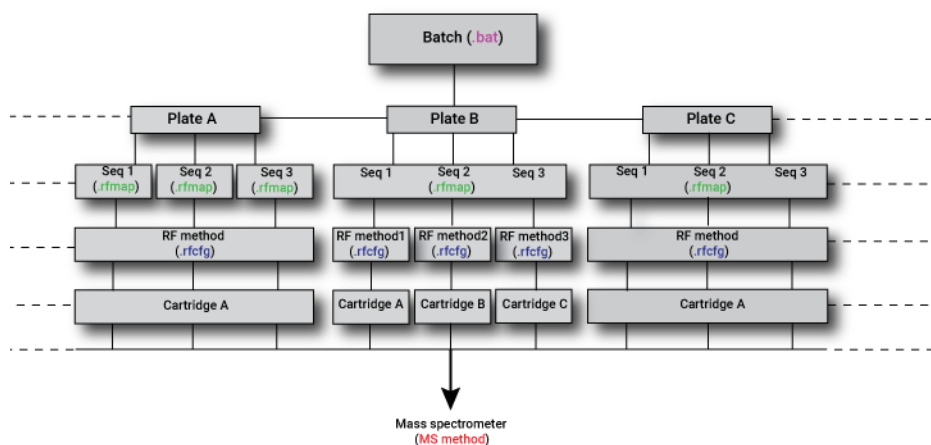 Batch (.bat)
Plate A Plate B Plate C
Seq 1 Seq 2 Seq 3 Seq 1 Seq 2 Seq 3 Seq 1 Seq 2 Seq 3
(.rfmap) (.rfmap) (.rfmap) (.rfmap) (.rfmap)
RF method RF method1 RF method2 RF method3 RF method
(.rfcfg) (.rfcfg) (.rfcfg) (.rfcfg) (.rfcfg)
Cartridge A Cartridge A Cartridge B Cartridge C Cartridge A
Mass spectrometer
(MS method)